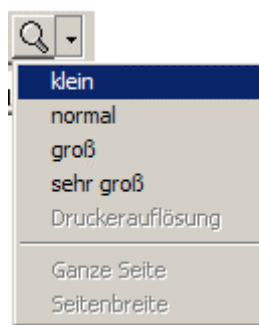 klein
normal
groß
sehr groß
Druckerauflösung
Ganze Seite
Seitenbreite